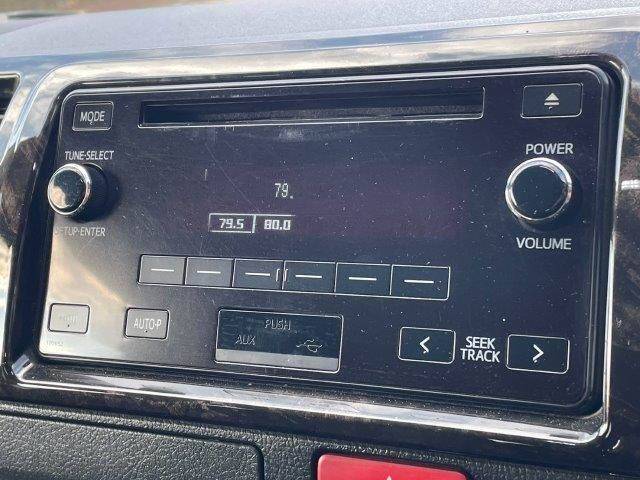 MODE
TUNE·SELECT
SETUP·ENTER
79.
79.5 80.0
POWER
VOLUME
AUTO·P
PUSH
AUX
<
SEEK
TRACK
>